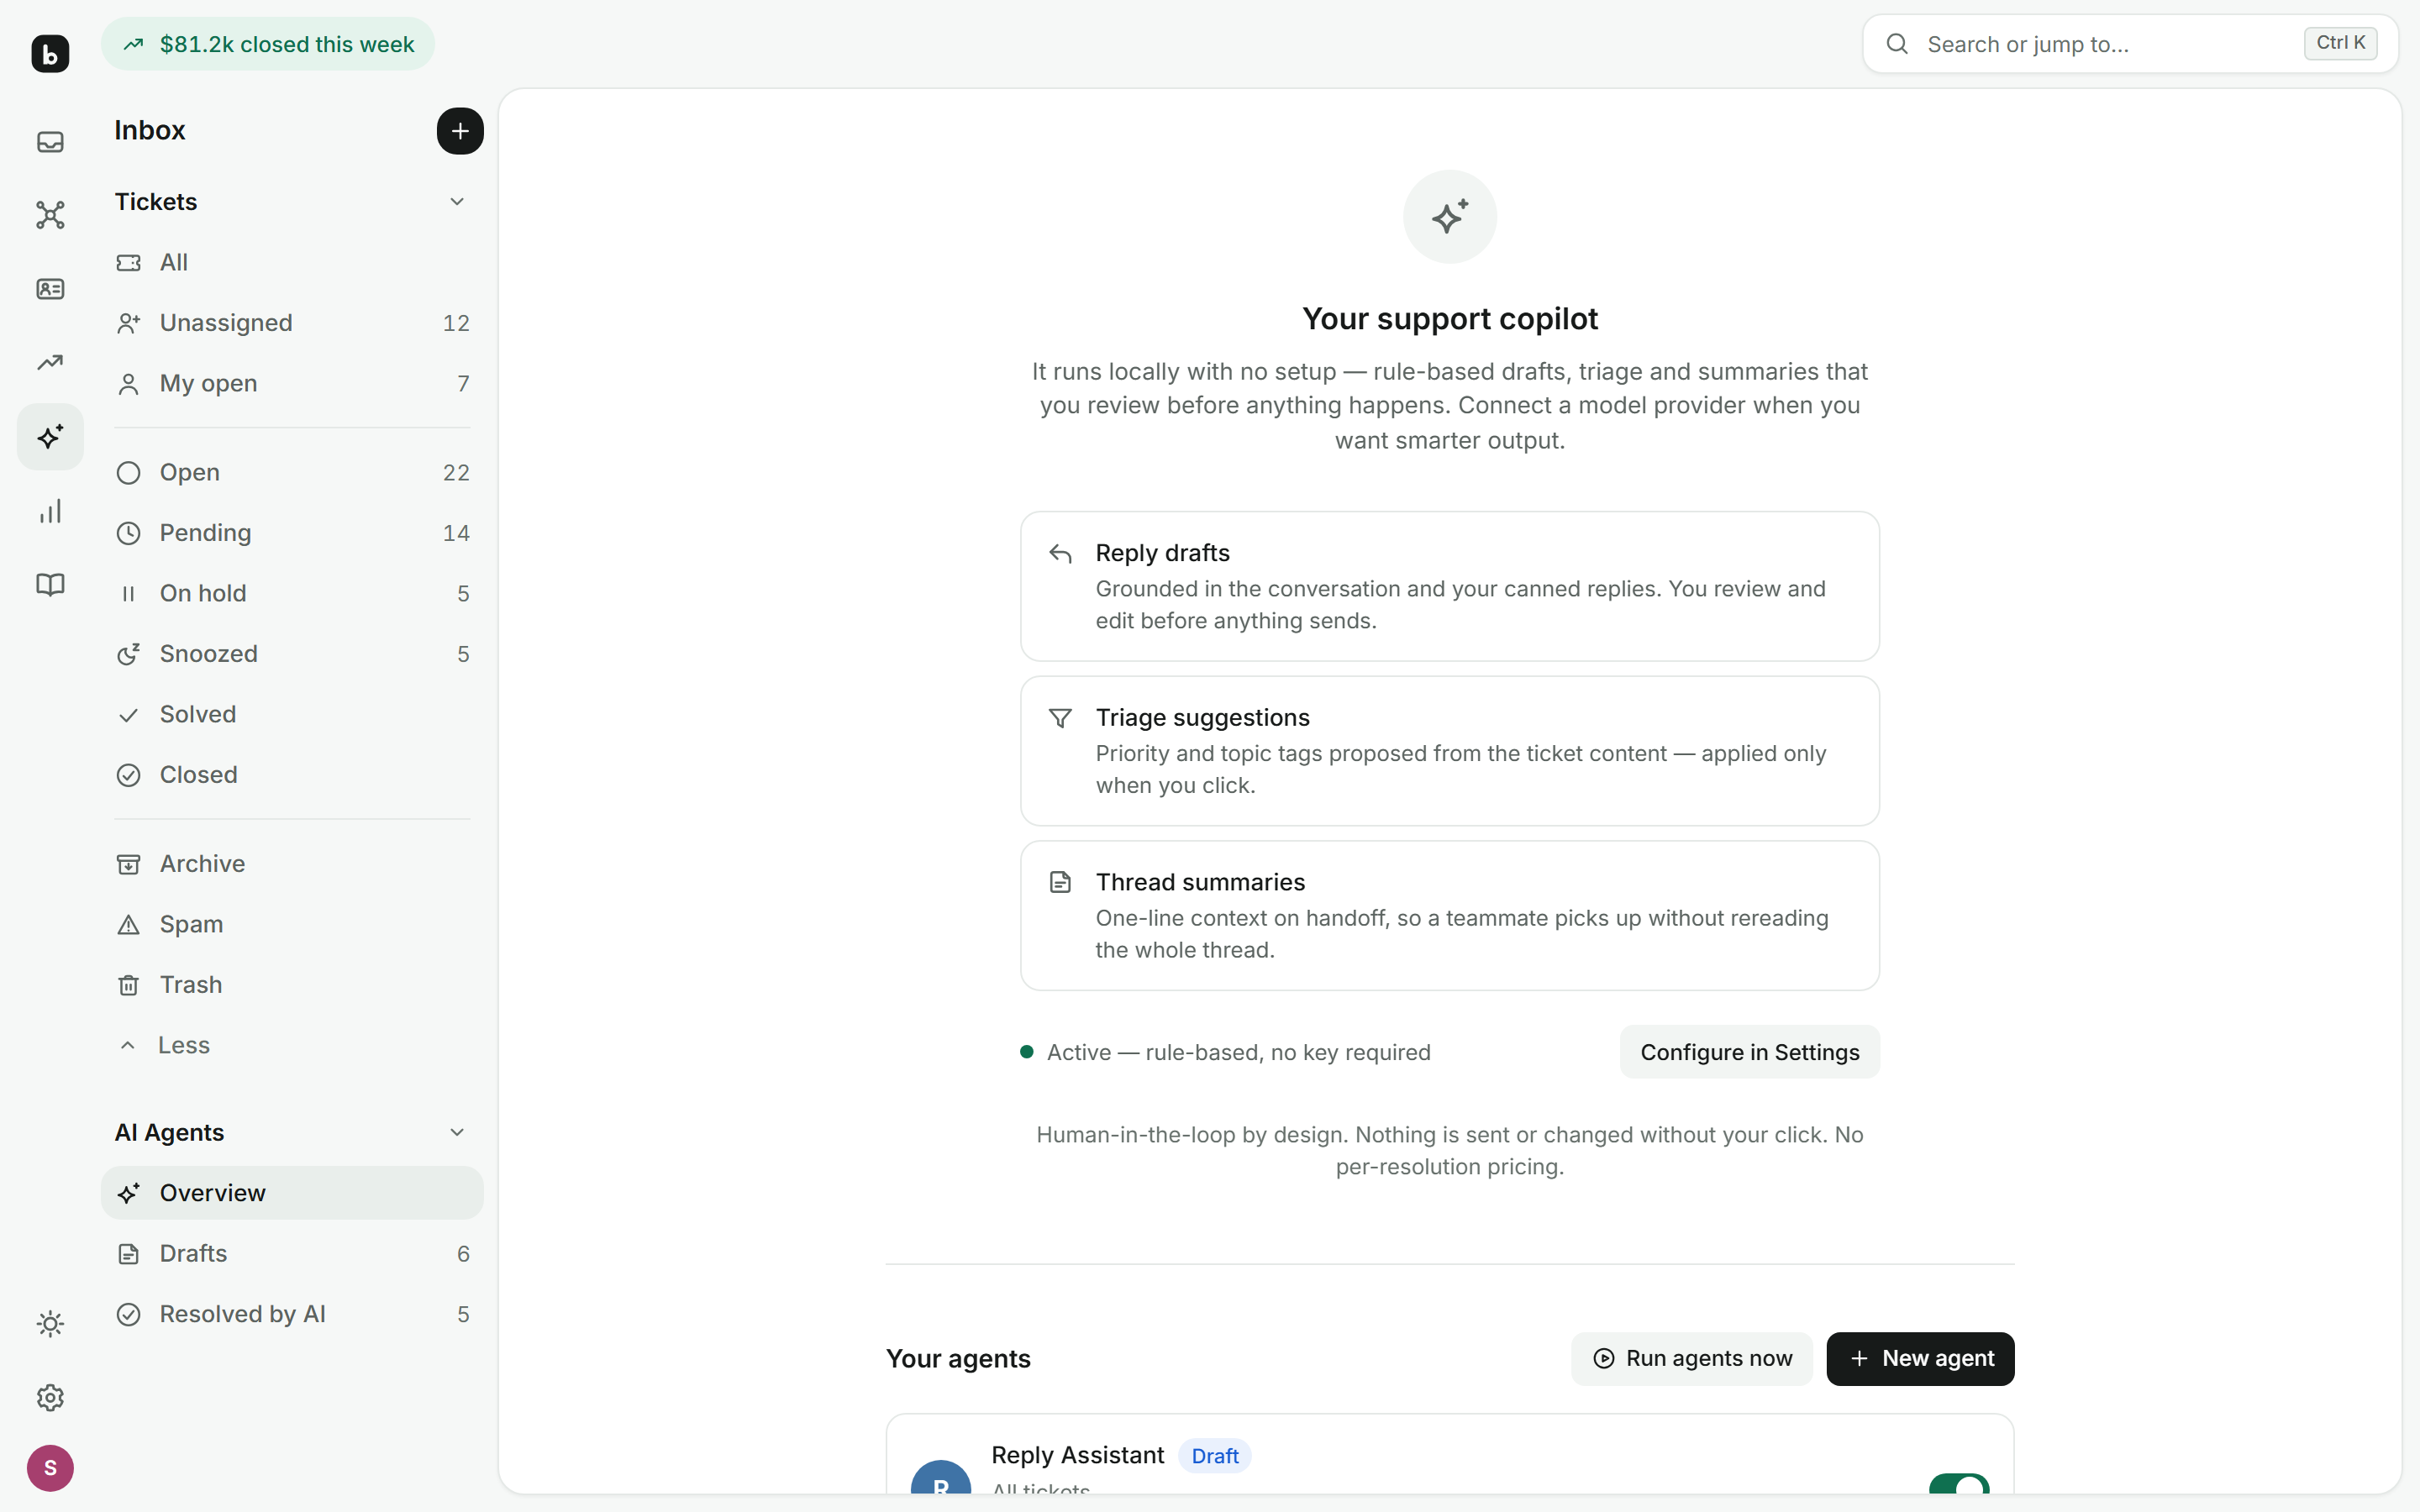 b
$81.2k closed this week
Search or jump to...
Ctrl K
Inbox
Tickets
All
Unassigned 12
My open 7
Open 22
Pending 14
On hold 5
Snoozed 5
Solved
Closed
Archive
Spam
Trash
Less
AI Agents
Overview
Drafts 6
Resolved by AI 5
S
Your support copilot
It runs locally with no setup — rule-based drafts, triage and summaries that
you review before anything happens. Connect a model provider when you
want smarter output.
Reply drafts
Grounded in the conversation and your canned replies. You review and
edit before anything sends.
Triage suggestions
Priority and topic tags proposed from the ticket content — applied only
when you click.
Thread summaries
One-line context on handoff, so a teammate picks up without rereading
the whole thread.
Active — rule-based, no key required
Configure in Settings
Human-in-the-loop by design. Nothing is sent or changed without your click. No
per-resolution pricing.
Your agents
Run agents now
New agent
R
Reply Assistant Draft
All tickets